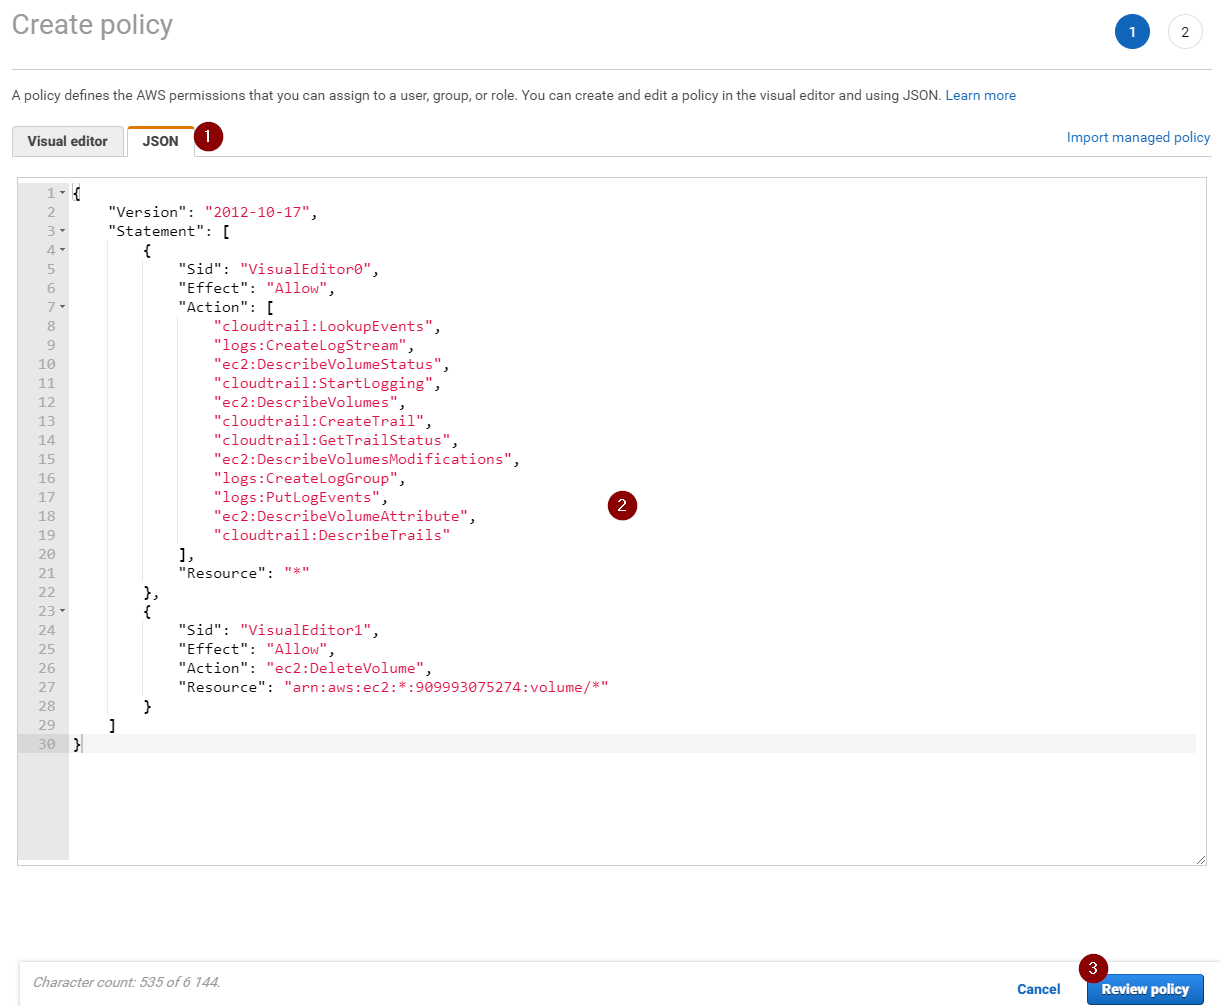 Create policy
1
2
A policy defines the AWS permissions that you can assign to a user, group, or role. You can create and edit a policy in the visual editor and using JSON. Learn more
Visual editor
JSON
1
Import managed policy
1 {
2     "Version": "2012-10-17",
3     "Statement": [
4         {
5             "Sid": "VisualEditor0",
6             "Effect": "Allow",
7             "Action": [
8                 "cloudtrail:LookupEvents",
9                 "logs:CreateLogStream",
10                 "ec2:DescribeVolumeStatus",
11                 "cloudtrail:StartLogging",
12                 "ec2:DescribeVolumes",
13                 "cloudtrail:CreateTrail",
14                 "cloudtrail:GetTrailStatus",
15                 "ec2:DescribeVolumesModifications",
16                 "logs:CreateLogGroup",
17                 "logs:PutLogEvents",
2
18                 "ec2:DescribeVolumeAttribute",
19                 "cloudtrail:DescribeTrails"
20             ],
21             "Resource": "*"
22         },
23         {
24             "Sid": "VisualEditor1",
25             "Effect": "Allow",
26             "Action": "ec2:DeleteVolume",
27             "Resource": "arn:aws:ec2:*:909993075274:volume/*"
28         }
29     ]
30 }
Character count: 535 of 6 144.
Cancel
3
Review policy